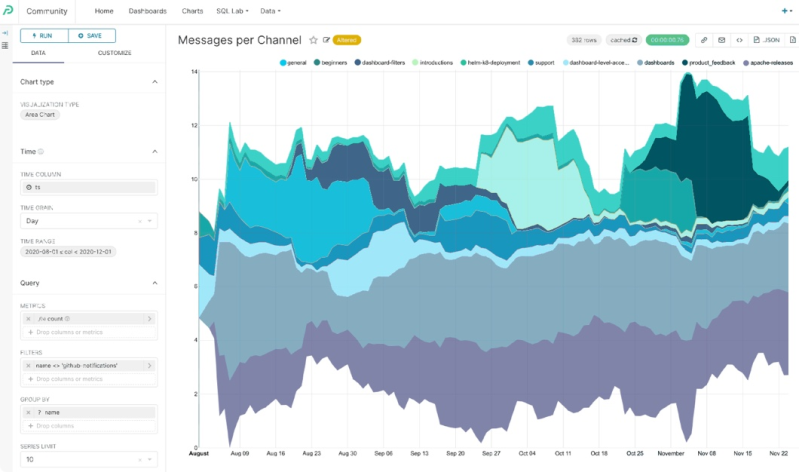 Community
Home Dashboards Charts SQL Lab Data
RUN SAVE
DATA CUSTOMIZE
Chart type
VISUALIZATION TYPE
Area Chart
Time
TIME COLUMN
ts
TIME GRAIN
Day
TIME RANGE
2020-08-01 ≤ col < 2020-12-01
Query
METRICS
count
Drop columns or metrics
FILTERS
name <> 'github-notifications'
Drop columns or metrics
GROUP BY
? name
Drop columns
SERIES LIMIT
10
Messages per Channel Altered
cached
.JSON
general beginners dashboard-filters introductions helm-k8-deployment support dashboard-level-acce... dashboards product_feedback apache-releases
14
12
10
8
6
4
2
0
August Aug 09 Aug 16 Aug 23 Aug 30 Sep 06 Sep 13 Sep 20 Sep 27 Oct 04 Oct 11 Oct 18 Oct 25 November Nov 08 Nov 15 Nov 22